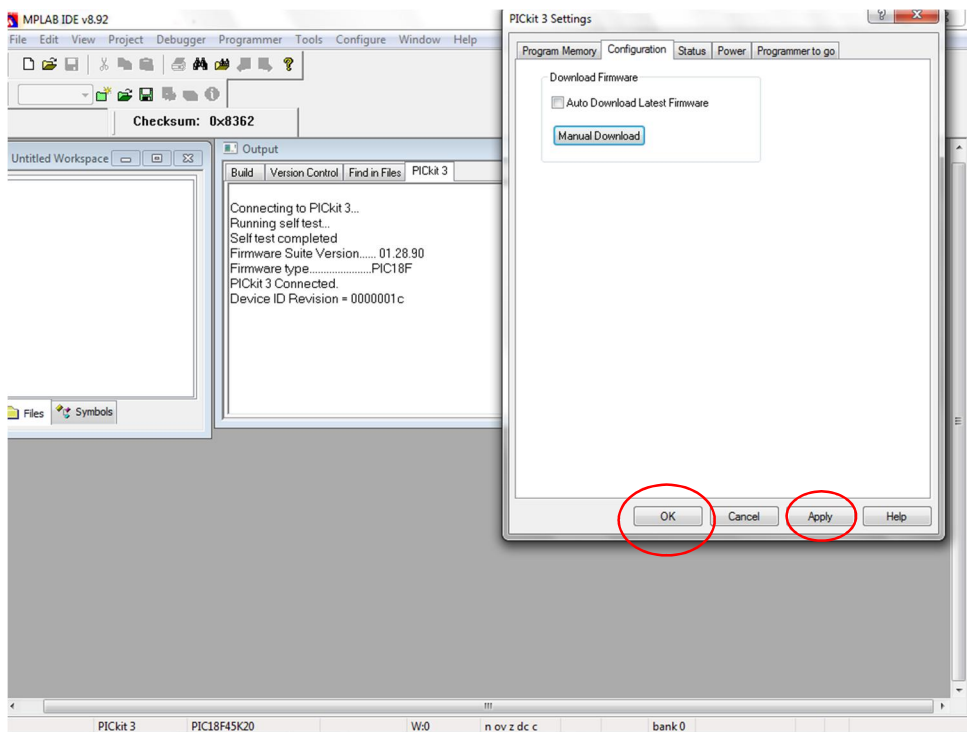 MPLAB IDE v8.92
File Edit View Project Debugger Programmer Tools Configure Window Help
Checksum: 0x8362
Untitled Workspace
Files Symbols
Output
Build Version Control Find in Files PICkit 3
Connecting to PICkit 3...
Running self test...
Self test completed
Firmware Suite Version...... 01.28.90
Firmware type......................PIC18F
PICkit 3 Connected.
Device ID Revision = 0000001c
PICkit 3 Settings
Program Memory Configuration Status Power Programmer to go
Download Firmware
Auto Download Latest Firmware
Manual Download
OK Cancel Apply Help
PICkit 3 PIC18F45K20 W:0 n ov z dc c bank 0